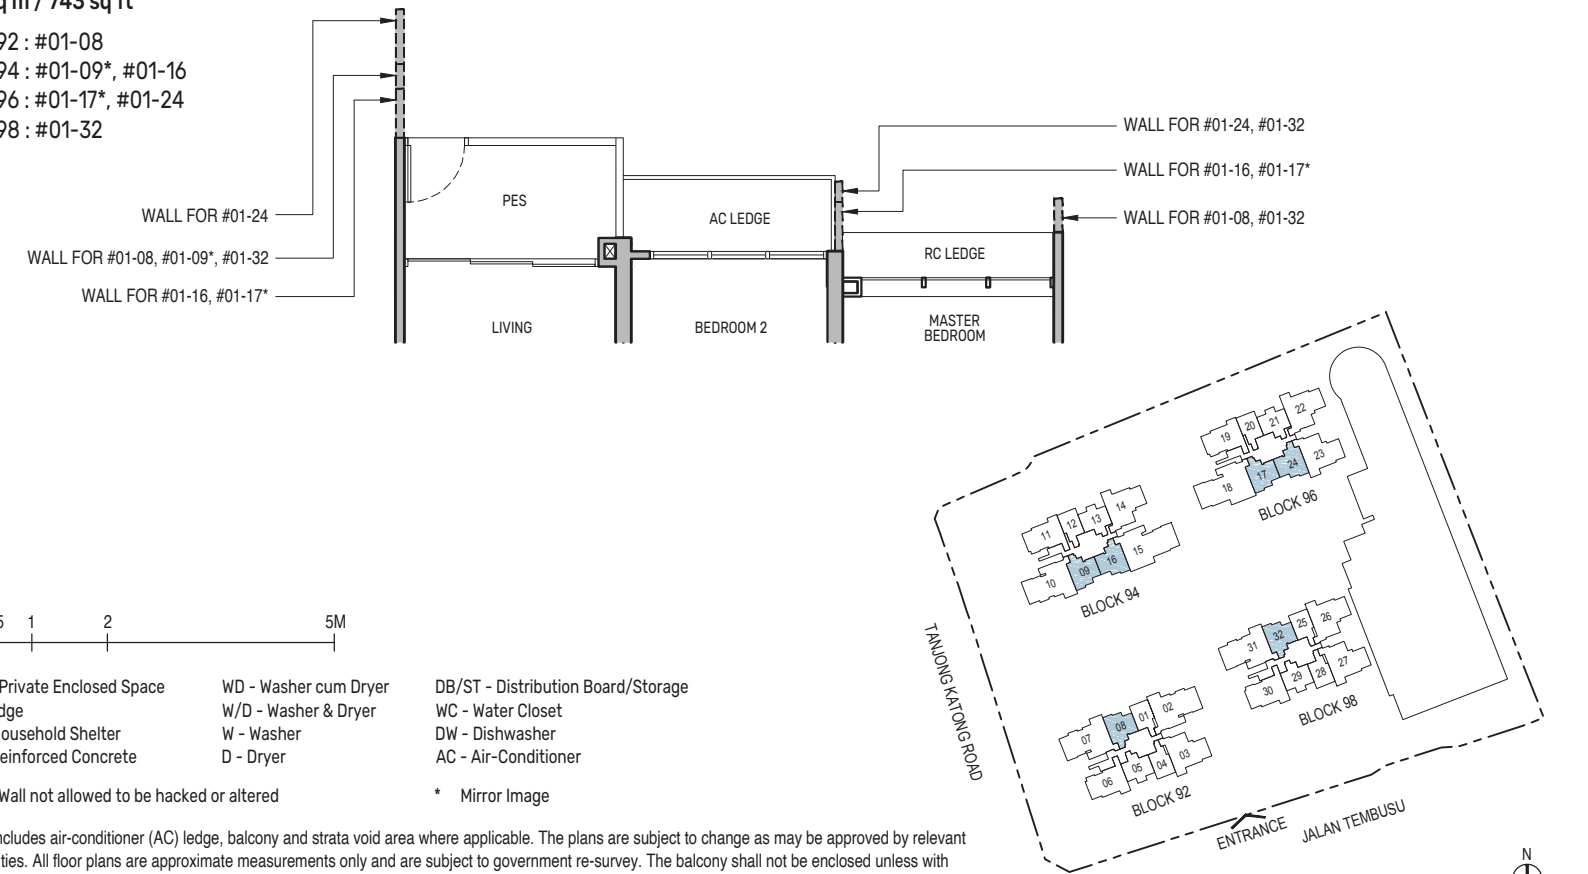 q m / 743 sq ft
92 : #01-08
94 : #01-09*, #01-16
96 : #01-17*, #01-24
98 : #01-32
WALL FOR #01-24
WALL FOR #01-08, #01-09*, #01-32
WALL FOR #01-16, #01-17*
PES
AC LEDGE
RC LEDGE
LIVING
BEDROOM 2
MASTER
BEDROOM
WALL FOR #01-24, #01-32
WALL FOR #01-16, #01-17*
WALL FOR #01-08, #01-32
19
20
21
22
18
17
24
23
BLOCK 96
11
12
13
14
10
09
16
15
BLOCK 94
31
32
25
26
30
29
28
27
BLOCK 98
07
08
01
02
06
05
04
03
BLOCK 92
TANJONG KATONG ROAD
ENTRANCE
JALAN TEMBUSU
N
1 2 5M
Private Enclosed Space
dge
ousehold Shelter
einforced Concrete
WD - Washer cum Dryer
W/D - Washer & Dryer
W - Washer
D - Dryer
DB/ST - Distribution Board/Storage
WC - Water Closet
DW - Dishwasher
AC - Air-Conditioner
Wall not allowed to be hacked or altered
* Mirror Image
ncludes air-conditioner (AC) ledge, balcony and strata void area where applicable. The plans are subject to change as may be approved by relevant
ties. All floor plans are approximate measurements only and are subject to government re-survey. The balcony shall not be enclosed unless with